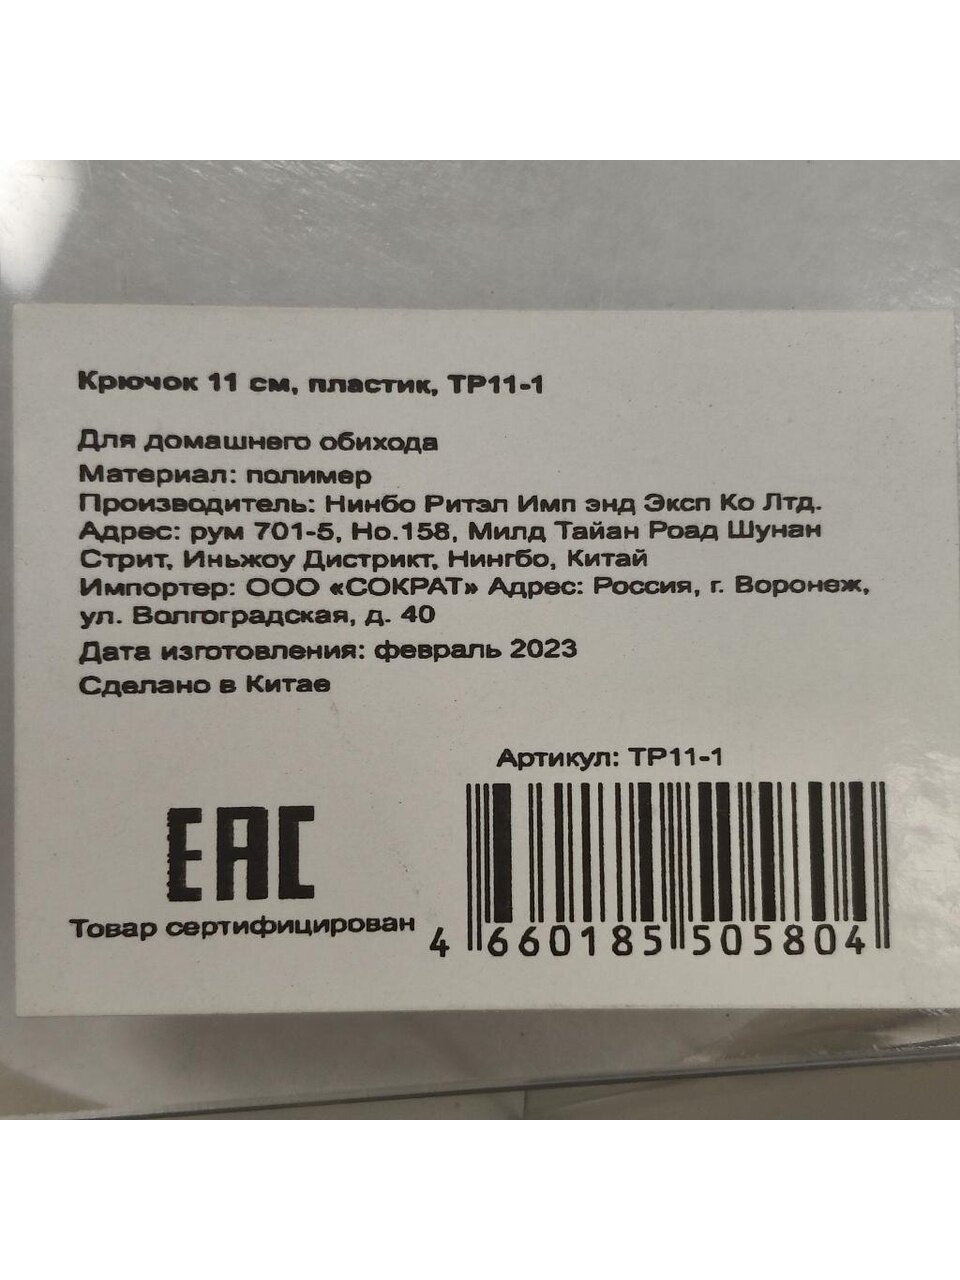 Крючок 11 см, пластик, ТР11-1
Для домашнего обихода
Материал: полимер
Производитель: Нинбо Ритэл Имп энд Эксп Ко Лтд.
Адрес: рум 701-5, Но.158, Милд Тайан Роад Шунан
Стрит, Иньжоу Дистрикт, Нингбо, Китай
Импортер: ООО «СОКРАТ» Адрес: Россия, г. Воронеж,
ул. Волгоградская, д. 40
Дата изготовления: февраль 2023
Сделано в Китае
Артикул: ТР11-1
ЕАС
Товар сертифицирован
4 660185 505804